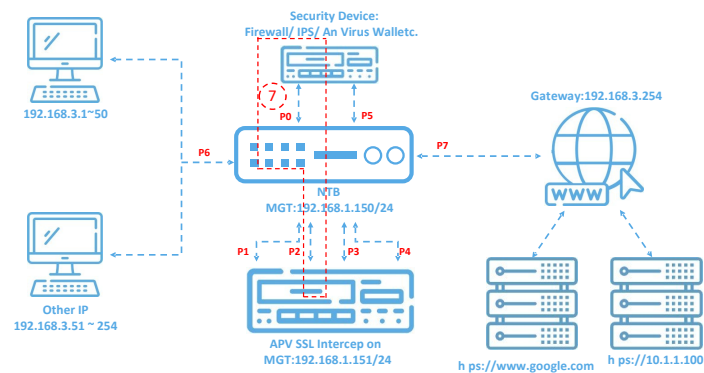 Security Device:
Firewall/ IPS/ An Virus Walletc.
7
P0
P5
192.168.3.1~50
Gateway:192.168.3.254
P6
P7
WWW
NTB
MGT:192.168.1.150/24
P1
P2
P3
P4
Other IP
192.168.3.51 ~ 254
APV SSL Intercep on
MGT:192.168.1.151/24
h ps://www.google.com
h ps://10.1.1.100